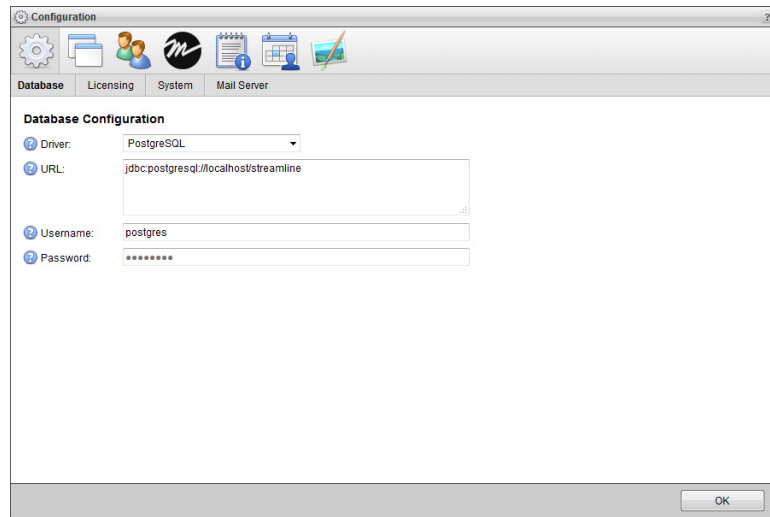 Configuration ?
Database Licensing System Mail Server
Database Configuration
? Driver: PostgreSQL
? URL: jdbc:postgresql://localhost/streamline
? Username: postgres
? Password: ●●●●●●●●
OK